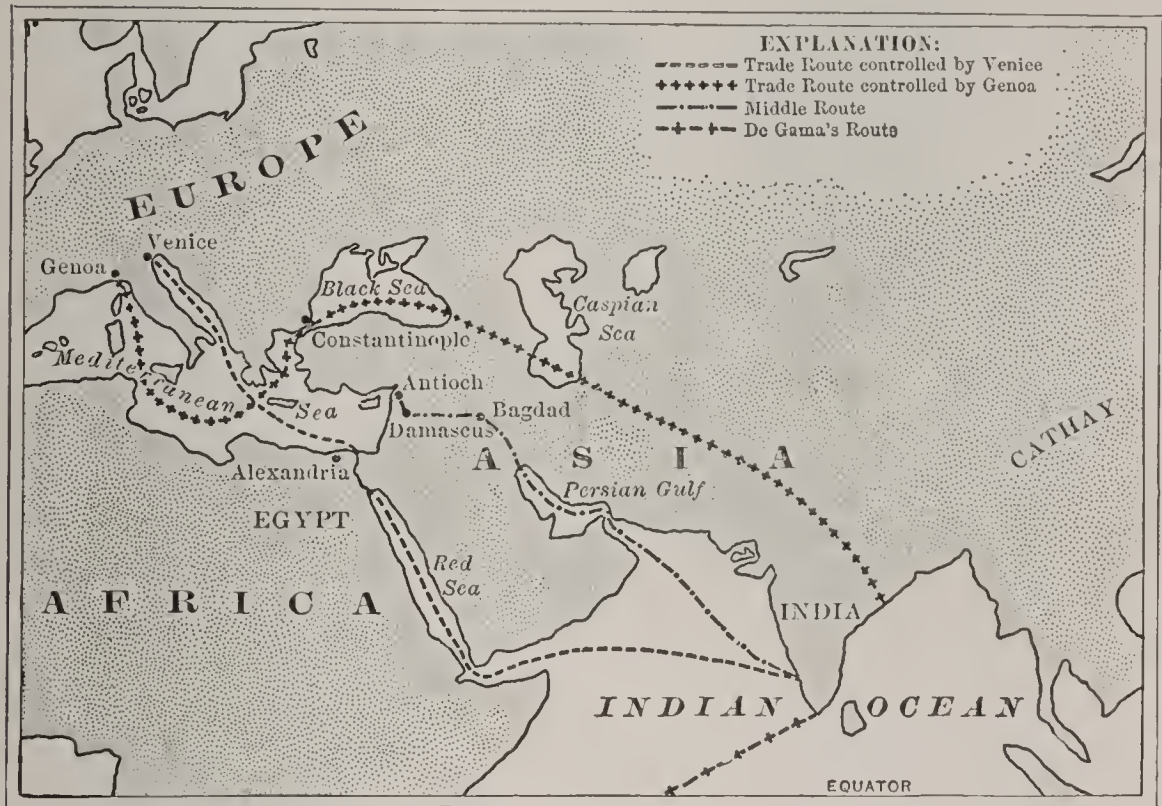 EXPLANATION:
Trade Route controlled by Venice
Trade Route controlled by Genoa
Middle Route
De Gama's Route
EUROPE
Venice
Genoa
Black Sea
Caspian
Sea
Constantinople
Mediterranean
Sea
Antioch
Bagdad
Damascus
CATHAY
ASIA
Alexandria
Persian Gulf
EGYPT
Red
Sea
AFRICA
INDIA
INDIAN OCEAN
EQUATOR